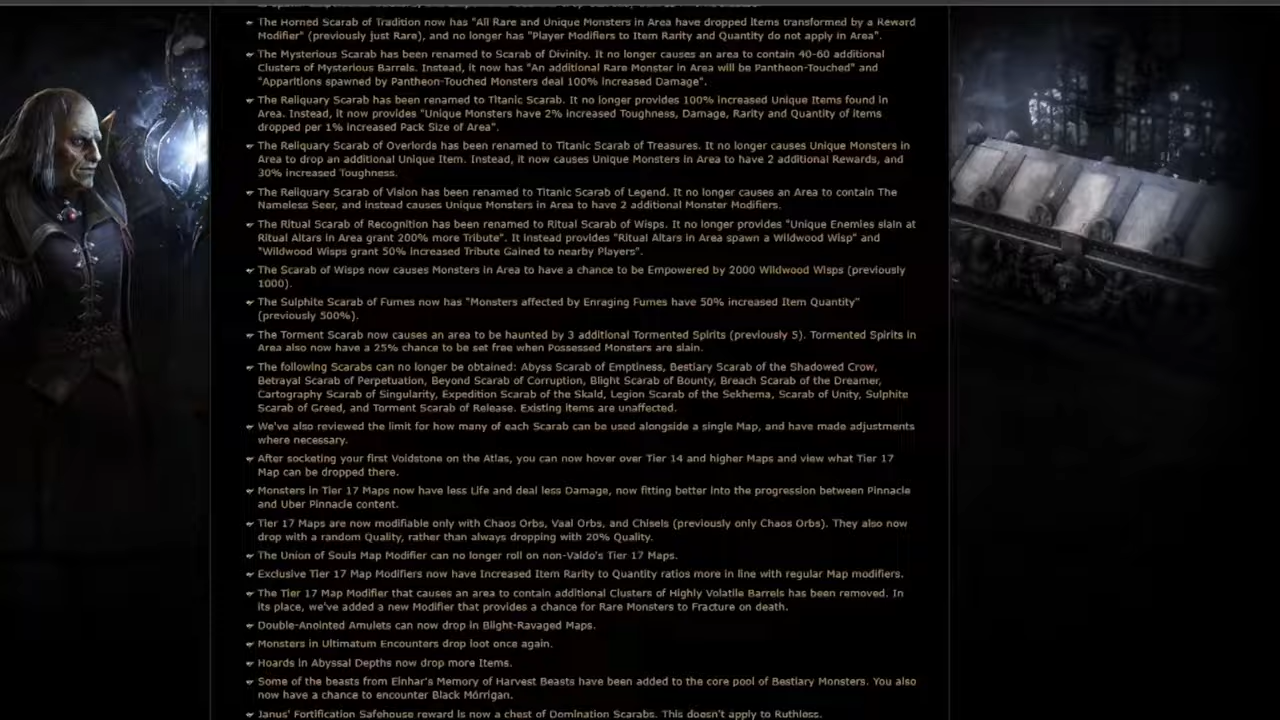 The Horned Scarab of Tradition now has "All Rare and Unique Monsters in Area have dropped items transformed by a Reward
Modifier" (previously just Rare), and no longer has "Player Modifiers to Item Rarity and Quantity do not apply in Area".
The Mysterious Scarab has been renamed to Scarab of Divinity. It no longer causes an area to contain 40-60 additional
Clusters of Mysterious Barrels. Instead, it now has "An additional Rare Monster in Area will be Pantheon-Touched" and
"Apparitions spawned by Pantheon-Touched Monsters deal 100% increased Damage".
The Reliquary Scarab has been renamed to Titanic Scarab. It no longer provides 100% increased Unique Items found in
Area. Instead, it now provides "Unique Monsters have 2% increased Toughness, Damage, Rarity and Quantity of items
dropped per 1% increased Pack Size of Area".
The Reliquary Scarab of Overlords has been renamed to Titanic Scarab of Treasures. It no longer causes Unique Monsters in
Area to drop an additional Unique Item. Instead, it now causes Unique Monsters in Area to have 2 additional Rewards, and
30% increased Toughness.
The Reliquary Scarab of Vision has been renamed to Titanic Scarab of Legend. It no longer causes an Area to contain The
Nameless Seer, and instead causes Unique Monsters in Area to have 2 additional Monster Modifiers.
The Ritual Scarab of Recognition has been renamed to Ritual Scarab of Wisps. It no longer provides "Unique Enemies slain at
Ritual Altars in Area grant 200% more Tribute". It instead provides "Ritual Altars in Area spawn a Wildwood Wisp" and
"Wildwood Wisps grant 50% increased Tribute Gained to nearby Players".
The Scarab of Wisps now causes Monsters in Area to have a chance to be Empowered by 2000 Wildwood Wisps (previously
1000).
The Sulphite Scarab of Fumes now has "Monsters affected by Enraging Fumes have 50% increased Item Quantity"
(previously 500%).
The Torment Scarab now causes an area to be haunted by 3 additional Tormented Spirits (previously 5). Tormented Spirits in
Area also now have a 25% chance to be set free when Possessed Monsters are slain.
The following Scarabs can no longer be obtained: Abyss Scarab of Emptiness, Bestiary Scarab of the Shadowed Crow,
Betrayal Scarab of Perpetuation, Beyond Scarab of Corruption, Blight Scarab of Bounty, Breach Scarab of the Dreamer,
Cartography Scarab of Singularity, Expedition Scarab of the Skald, Legion Scarab of the Sekhema, Scarab of Unity, Sulphite
Scarab of Greed, and Torment Scarab of Release. Existing items are unaffected.
We've also reviewed the limit for how many of each Scarab can be used alongside a single Map, and have made adjustments
where necessary.
After socketing your first Voidstone on the Atlas, you can now hover over Tier 14 and higher Maps and view what Tier 17
Map can be dropped there.
Monsters in Tier 17 Maps now have less Life and deal less Damage, now fitting better into the progression between Pinnacle
and Uber Pinnacle content.
Tier 17 Maps are now modifiable only with Chaos Orbs, Vaal Orbs, and Chisels (previously only Chaos Orbs). They also now
drop with a random Quality, rather than always dropping with 20% Quality.
The Union of Souls Map Modifier can no longer roll on non-Valdo's Tier 17 Maps.
Exclusive Tier 17 Map Modifiers now have Increased Item Rarity to Quantity ratios more in line with regular Map modifiers.
The Tier 17 Map Modifier that causes an area to contain additional Clusters of Highly Volatile Barrels has been removed. In
its place, we've added a new Modifier that provides a chance for Rare Monsters to Fracture on death.
Double-Anointed Amulets can now drop in Blight-Ravaged Maps.
Monsters in Ultimatum Encounters drop loot once again.
Hoards in Abyssal Depths now drop more Items.
Some of the beasts from Einhar's Memory of Harvest Beasts have been added to the core pool of Bestiary Monsters. You also
now have a chance to encounter Black Mórrigan.
Janus' Fortification Safehouse reward is now a chest of Domination Scarabs. This doesn't apply to Ruthless.